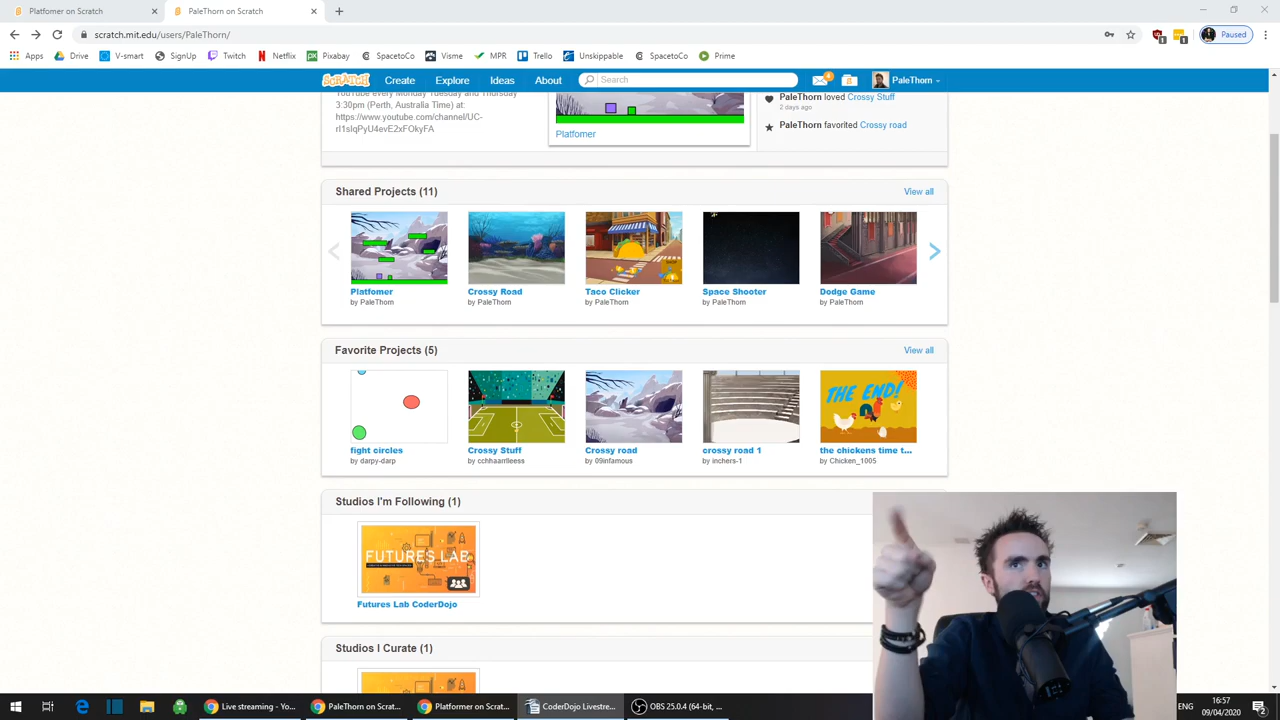 Platfomer on Scratch
PaleThorn on Scratch
scratch.mit.edu/users/PaleThorn/
Paused
Apps
Drive
V-smart
SignUp
Twitch
Netflix
Pixabay
SpacetoCo
Visme
MPR
Trello
Unskippable
SpacetoCo
Prime
SCRATCH
Create
Explore
Ideas
About
Search
4
PaleThorn
YouTube every Monday Tuesday and Thursday
3:30pm (Perth, Australia Time) at:
https://www.youtube.com/channel/UC-
Platfomer
PaleThorn loved Crossy Stuff
2 days ago
PaleThorn favorited Crossy road
Shared Projects (11)
View all
Platfomer
by PaleThorn
Crossy Road
by PaleThorn
Taco Clicker
by PaleThorn
Space Shooter
by PaleThorn
Dodge Game
by PaleThorn
Favorite Projects (5)
View all
THE END!
fight circles
by darpy-darp
Crossy Stuff
by cchhaarrlleess
Crossy road
by 09infamous
crossy road 1
by inchers-1
the chickens time t...
by Chicken_1005
Studios I'm Following (1)
FUTURES LAB
Futures Lab CoderDojo
Studios I Curate (1)
Live streaming - Yo...
PaleThorn on Scrat...
Platformer on Scrat...
CoderDojo Livestre...
OBS 25.0.4 (64-bit, ...
ENG
16:57
09/04/2020
2